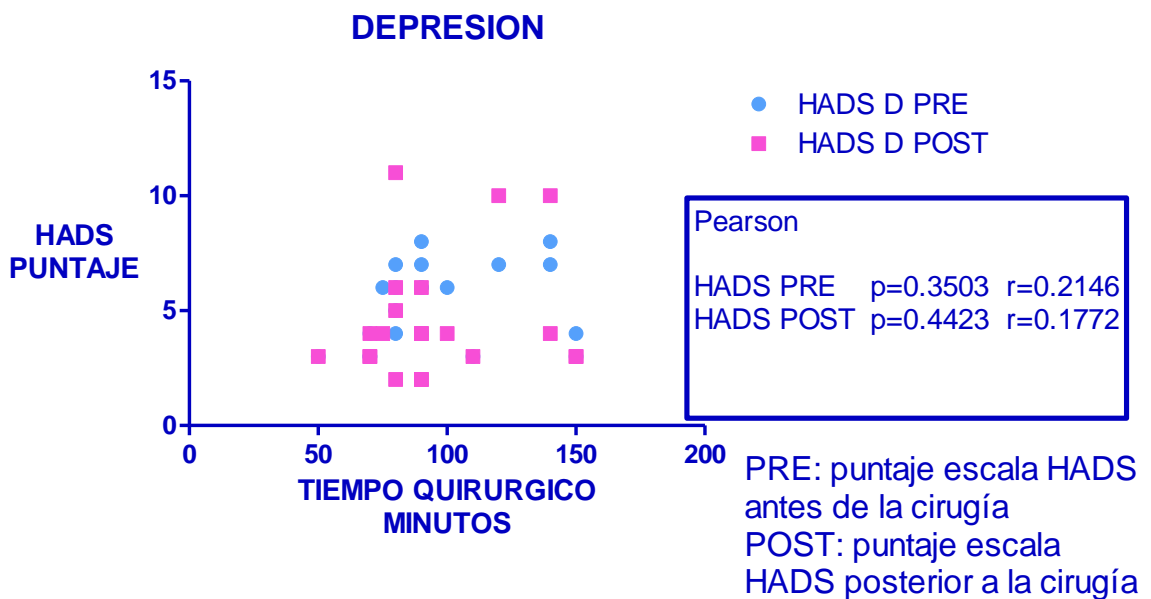 DEPRESION
15
10
5
0
HADS
PUNTAJE
0 50 100 150 200
TIEMPO QUIRURGICO
MINUTOS
HADS D PRE
HADS D POST
Pearson
HADS PRE p=0.3503 r=0.2146
HADS POST p=0.4423 r=0.1772
PRE: puntaje escala HADS
antes de la cirugía
POST: puntaje escala
HADS posterior a la cirugía